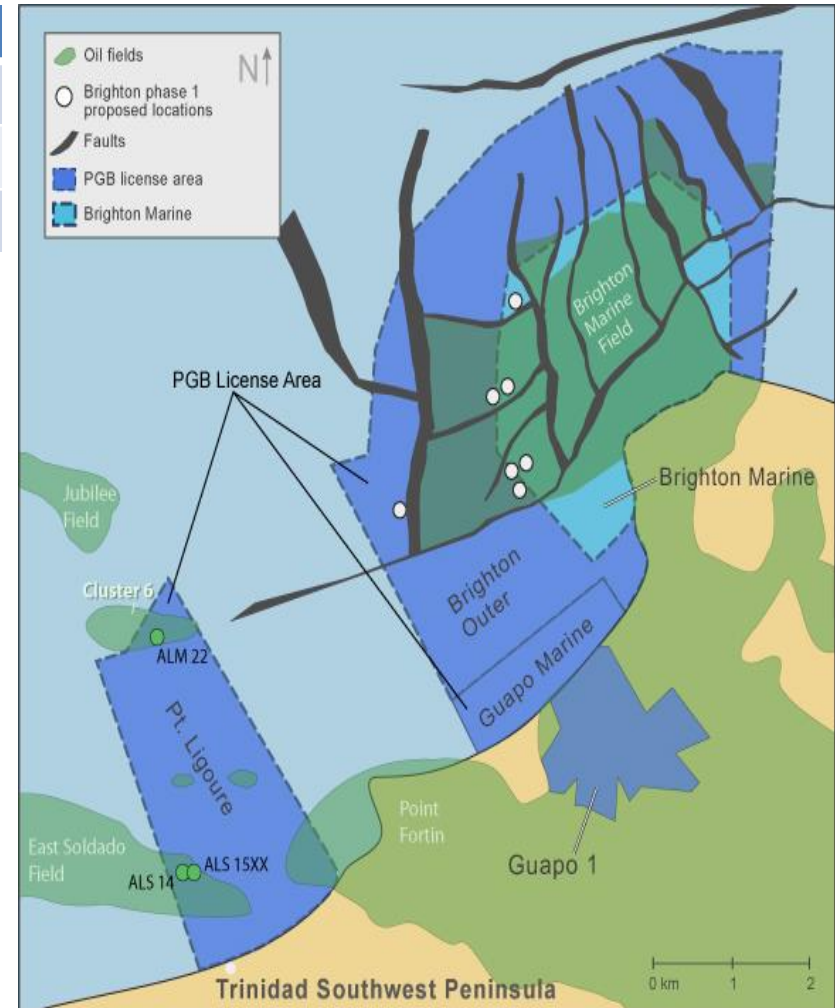 Oil fields
N
Brighton phase 1
proposed locations
Faults
PGB license area
Brighton Marine
Brighton
Marine
Field
PGB License Area
Jubilee
Field
Brighton Marine
Cluster 6
ALM 22
Brighton
Outer
Guapo Marine
Pt. Ligoure
Point
Fortin
East Soldado
Field
ALS 14
ALS 15XX
Guapo 1
0 km
1
2
Trinidad Southwest Peninsula